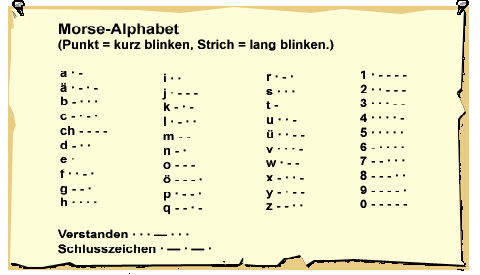 Morse-Alphabet
(Punkt = kurz blinken, Strich = lang blinken.)
a · -
ä · - · -
b - · · ·
c - · - ·
ch - - - -
d - · ·
e ·
f · · - ·
g - - ·
h · · · ·
i · ·
j · - - -
k - · -
l · - · ·
m - -
n - ·
o - - -
ö - - - ·
p · - - ·
q - - · -
r · - ·
s · · ·
t -
u · · -
ü · · - -
v · · · -
w · - -
x - · · -
y - · - -
z - - · ·
1 · - - - -
2 · · - - -
3 · · · - -
4 · · · · -
5 · · · · ·
6 - · · · ·
7 - - · · ·
8 - - - · ·
9 - - - - ·
0 - - - - -
Verstanden · · · — · · ·
Schlusszeichen · — · — ·